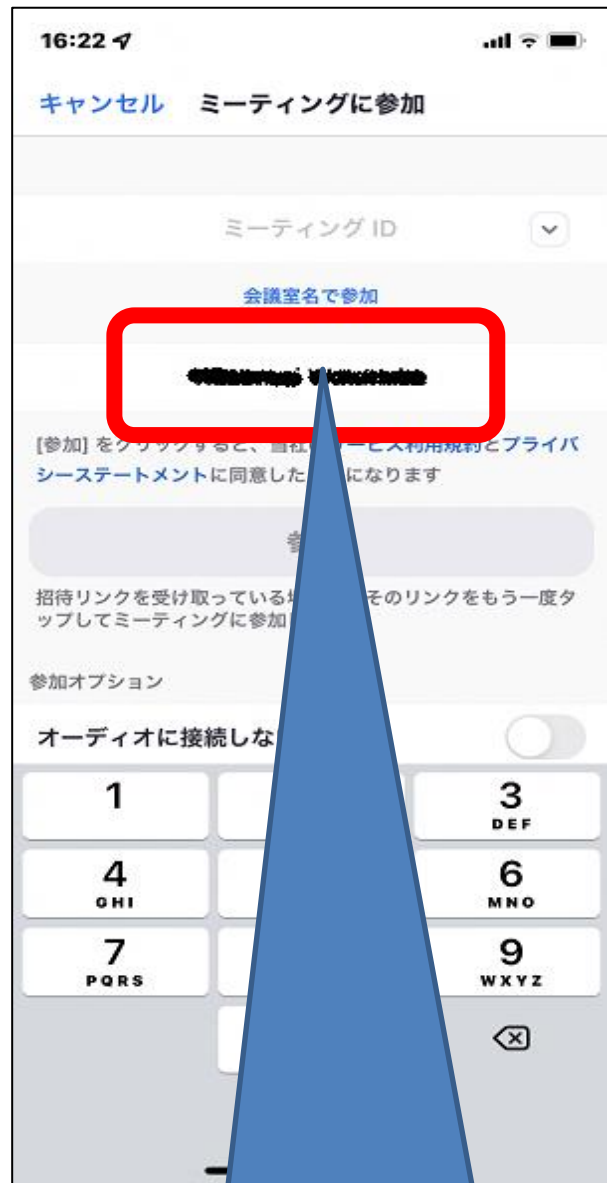 16:22
キャンセル ミーティングに参加
ミーティング ID
会議室名で参加
[参加] をクリックすると、当社 サービス利用規約とプライバ
シーステートメントに同意した になります
招待リンクを受け取っている そのリンクをもう一度タ
ップしてミーティングに参加
参加オプション
オーディオに接続しな
1 3
DEF
4 6
GHI MNO
7 9
PQRS WXYZ